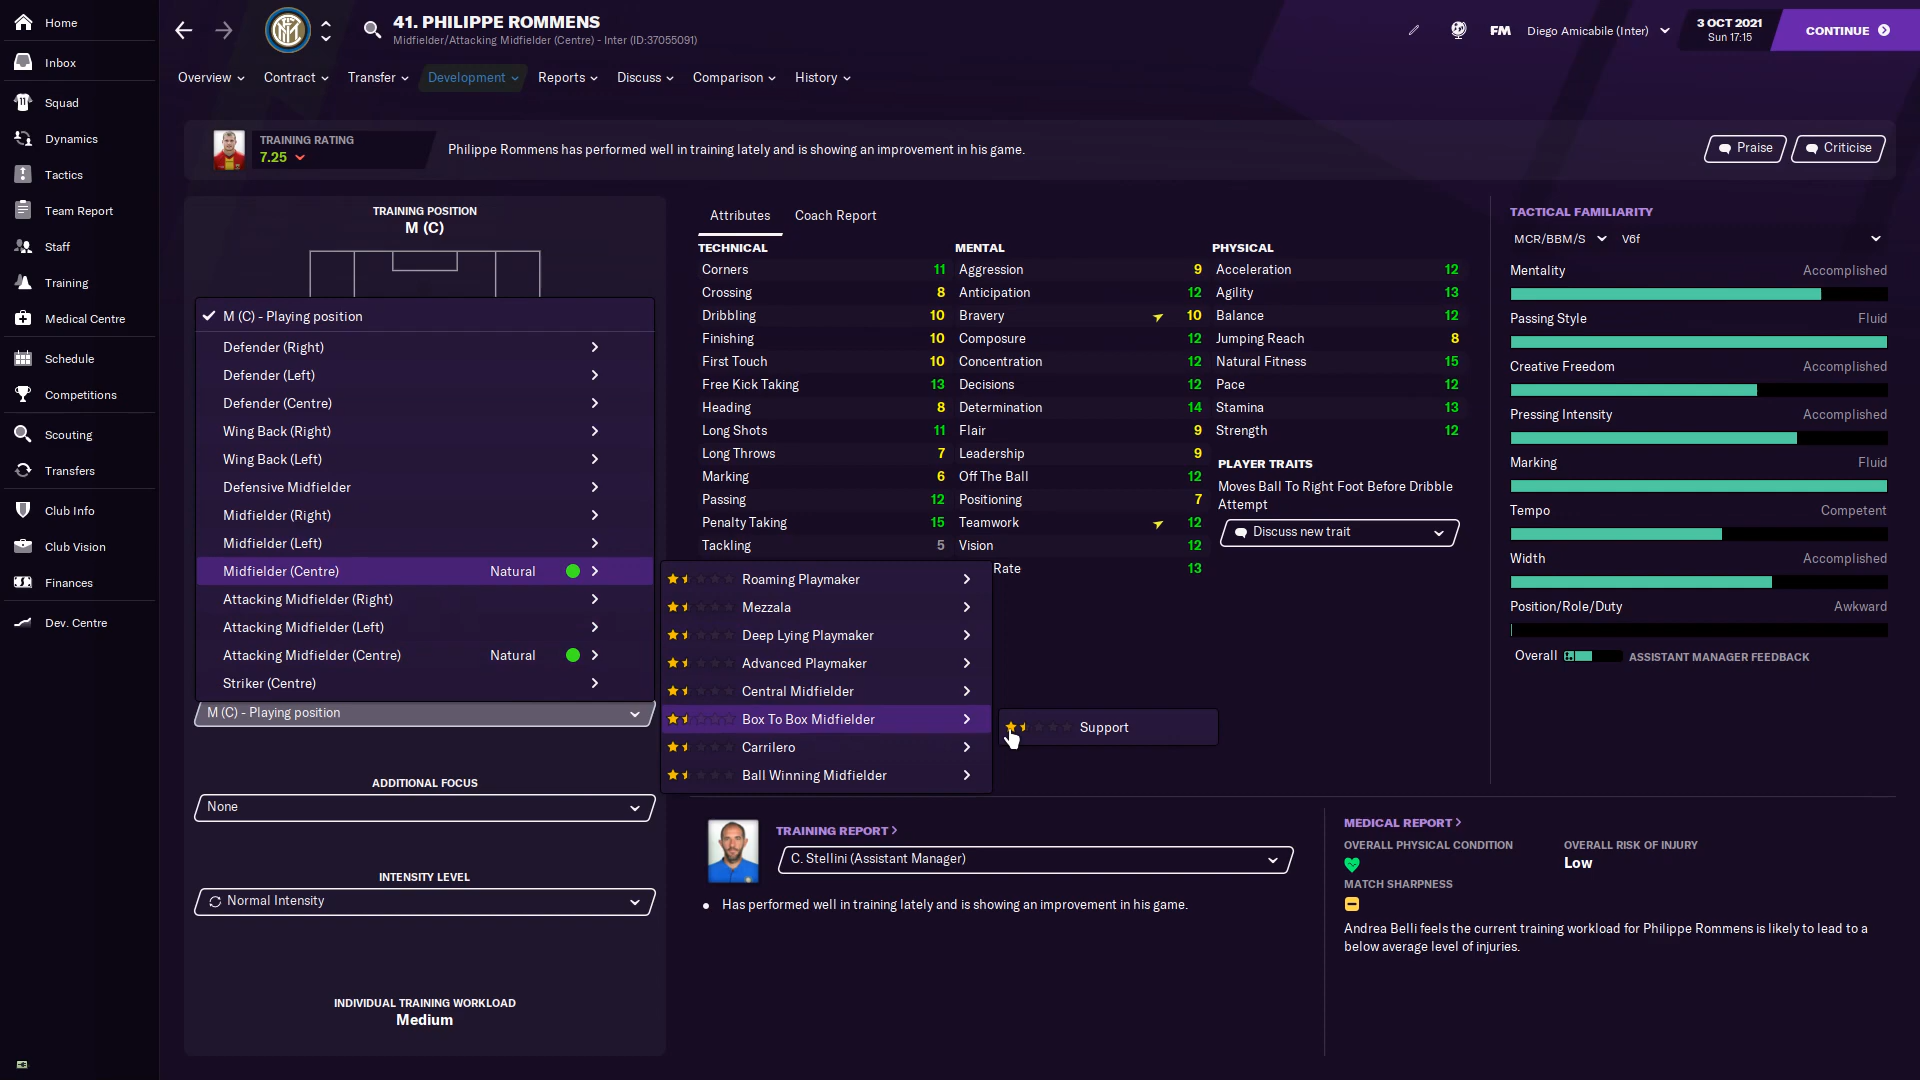 Home
Inbox
Squad
Dynamics
Tactics
Team Report
Staff
Training
Medical Centre
Schedule
Competitions
Scouting
Transfers
Club Info
Club Vision
Finances
Dev. Centre
41. PHILIPPE ROMMENS
Midfielder/Attacking Midfielder (Centre) - Inter (ID:37055091)
FM
Diego Amicabile (Inter)
3 OCT 2021
Sun 17:15
CONTINUE
Overview
Contract
Transfer
Development
Reports
Discuss
Comparison
History
TRAINING RATING
7.25
Philippe Rommens has performed well in training lately and is showing an improvement in his game.
Praise
Criticise
TRAINING POSITION
M (C)
M (C) - Playing position
Defender (Right)
Defender (Left)
Defender (Centre)
Wing Back (Right)
Wing Back (Left)
Defensive Midfielder
Midfielder (Right)
Midfielder (Left)
Midfielder (Centre) Natural
Attacking Midfielder (Right)
Attacking Midfielder (Left)
Attacking Midfielder (Centre) Natural
Striker (Centre)
M (C) - Playing position
ADDITIONAL FOCUS
None
INTENSITY LEVEL
Normal Intensity
INDIVIDUAL TRAINING WORKLOAD
Medium
Attributes
Coach Report
TECHNICAL
Corners 11
Crossing 8
Dribbling 10
Finishing 10
First Touch 10
Free Kick Taking 13
Heading 8
Long Shots 11
Long Throws 7
Marking 6
Passing 12
Penalty Taking 15
Tackling 5
MENTAL
Aggression 9
Anticipation 12
Bravery 10
Composure 12
Concentration 12
Decisions 12
Determination 14
Flair 9
Leadership 9
Off The Ball 12
Positioning 7
Teamwork 12
Vision 12
Rate 13
PHYSICAL
Acceleration 12
Agility 13
Balance 12
Jumping Reach 8
Natural Fitness 15
Pace 12
Stamina 13
Strength 12
PLAYER TRAITS
Moves Ball To Right Foot Before Dribble
Attempt
Discuss new trait
Roaming Playmaker
Mezzala
Deep Lying Playmaker
Advanced Playmaker
Central Midfielder
Box To Box Midfielder
Carrilero
Ball Winning Midfielder
Support
TACTICAL FAMILIARITY
MCR/BBM/S
V6f
Mentality Accomplished
Passing Style Fluid
Creative Freedom Accomplished
Pressing Intensity Accomplished
Marking Fluid
Tempo Competent
Width Accomplished
Position/Role/Duty Awkward
Overall
ASSISTANT MANAGER FEEDBACK
TRAINING REPORT
C. Stellini (Assistant Manager)
Has performed well in training lately and is showing an improvement in his game.
MEDICAL REPORT
OVERALL PHYSICAL CONDITION
OVERALL RISK OF INJURY
Low
MATCH SHARPNESS
Andrea Belli feels the current training workload for Philippe Rommens is likely to lead to a
below average level of injuries.